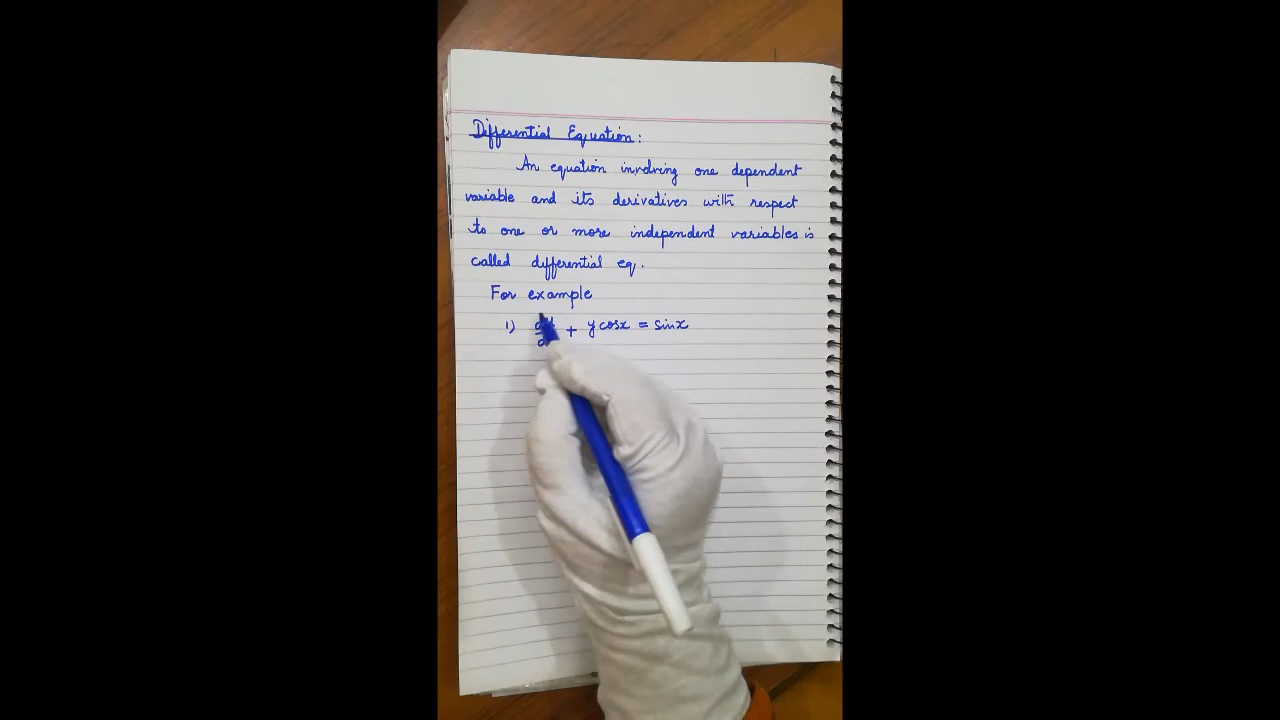 Differential Equation:
An equation involving one dependent
variable and its derivatives with respect
to one or more independent variables is
called differential eq.
For example
1) + y cosx = sinx